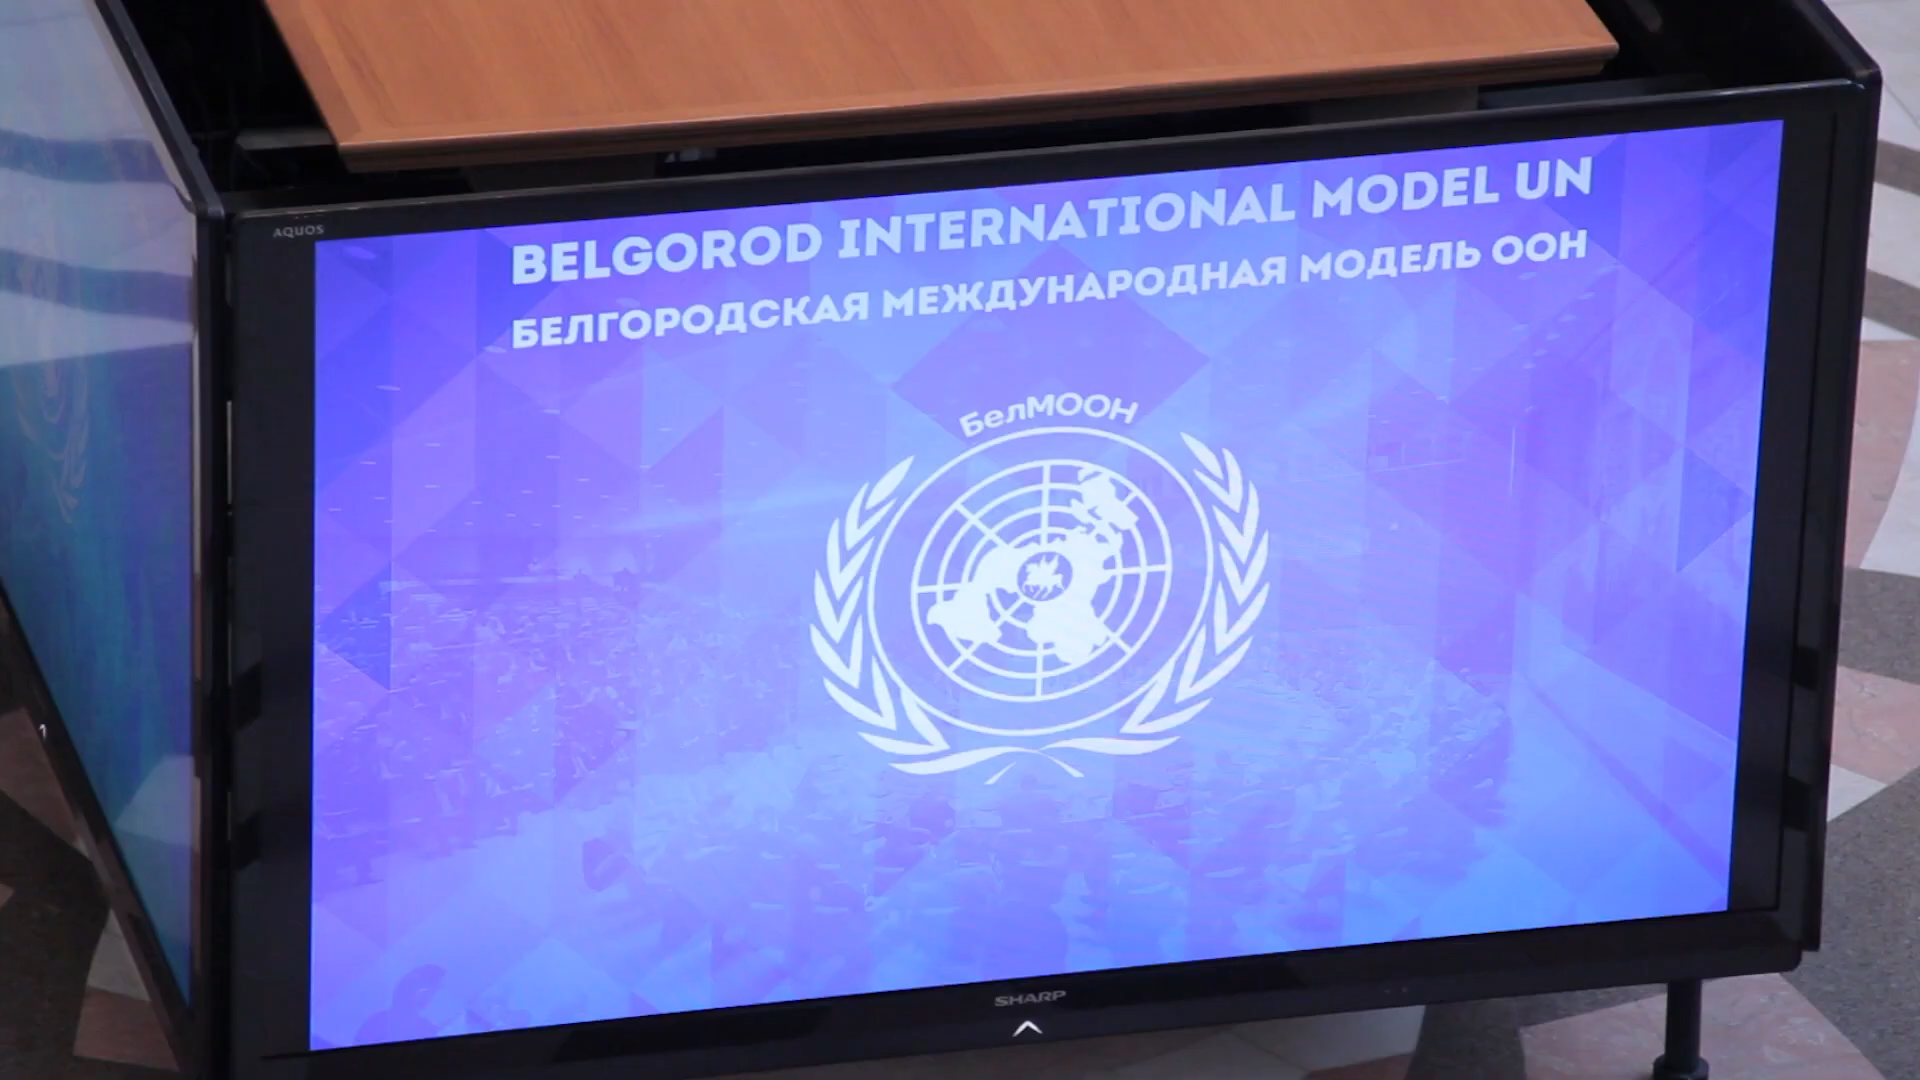 AQUOS
BELGOROD INTERNATIONAL MODEL UN
БЕЛГОРОДСКАЯ МЕЖДУНАРОДНАЯ МОДЕЛЬ ООН
БелМООН
SHARP